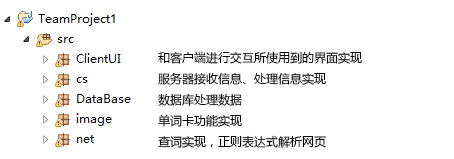 TeamProject1
src
ClientUI 和客户端进行交互所使用到的界面实现
cs 服务器接收信息、处理信息实现
DataBase 数据库处理数据
image 单词卡功能实现
net 查词实现，正则表达式解析网页